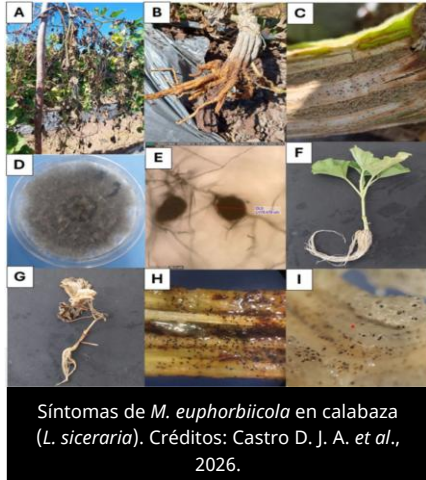 A
B
C
D
E
F
G
H
I
Síntomas de M. euphorbiicola en calabaza
(L. siceraria). Créditos: Castro D. J. A. et al.,
2026.